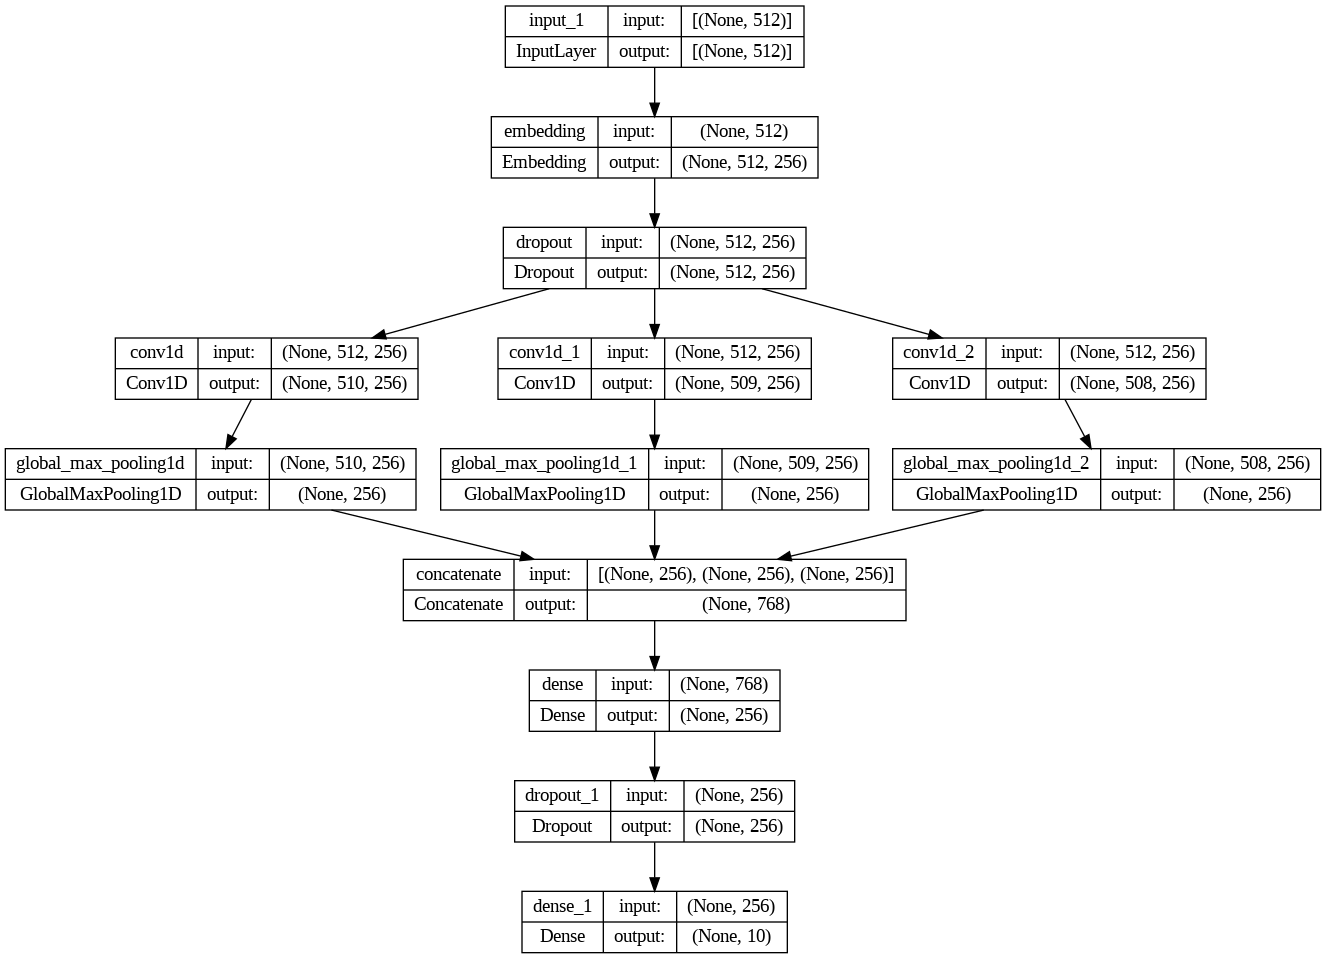 input_1 input: [(None, 512)]
InputLayer output: [(None, 512)]
embedding input: (None, 512)
Embedding output: (None, 512, 256)
dropout input: (None, 512, 256)
Dropout output: (None, 512, 256)
conv1d input: (None, 512, 256)
Conv1D output: (None, 510, 256)
conv1d_1 input: (None, 512, 256)
Conv1D output: (None, 509, 256)
conv1d_2 input: (None, 512, 256)
Conv1D output: (None, 508, 256)
global_max_pooling1d input: (None, 510, 256)
GlobalMaxPooling1D output: (None, 256)
global_max_pooling1d_1 input: (None, 509, 256)
GlobalMaxPooling1D output: (None, 256)
global_max_pooling1d_2 input: (None, 508, 256)
GlobalMaxPooling1D output: (None, 256)
concatenate input: [(None, 256), (None, 256), (None, 256)]
Concatenate output: (None, 768)
dense input: (None, 768)
Dense output: (None, 256)
dropout_1 input: (None, 256)
Dropout output: (None, 256)
dense_1 input: (None, 256)
Dense output: (None, 10)